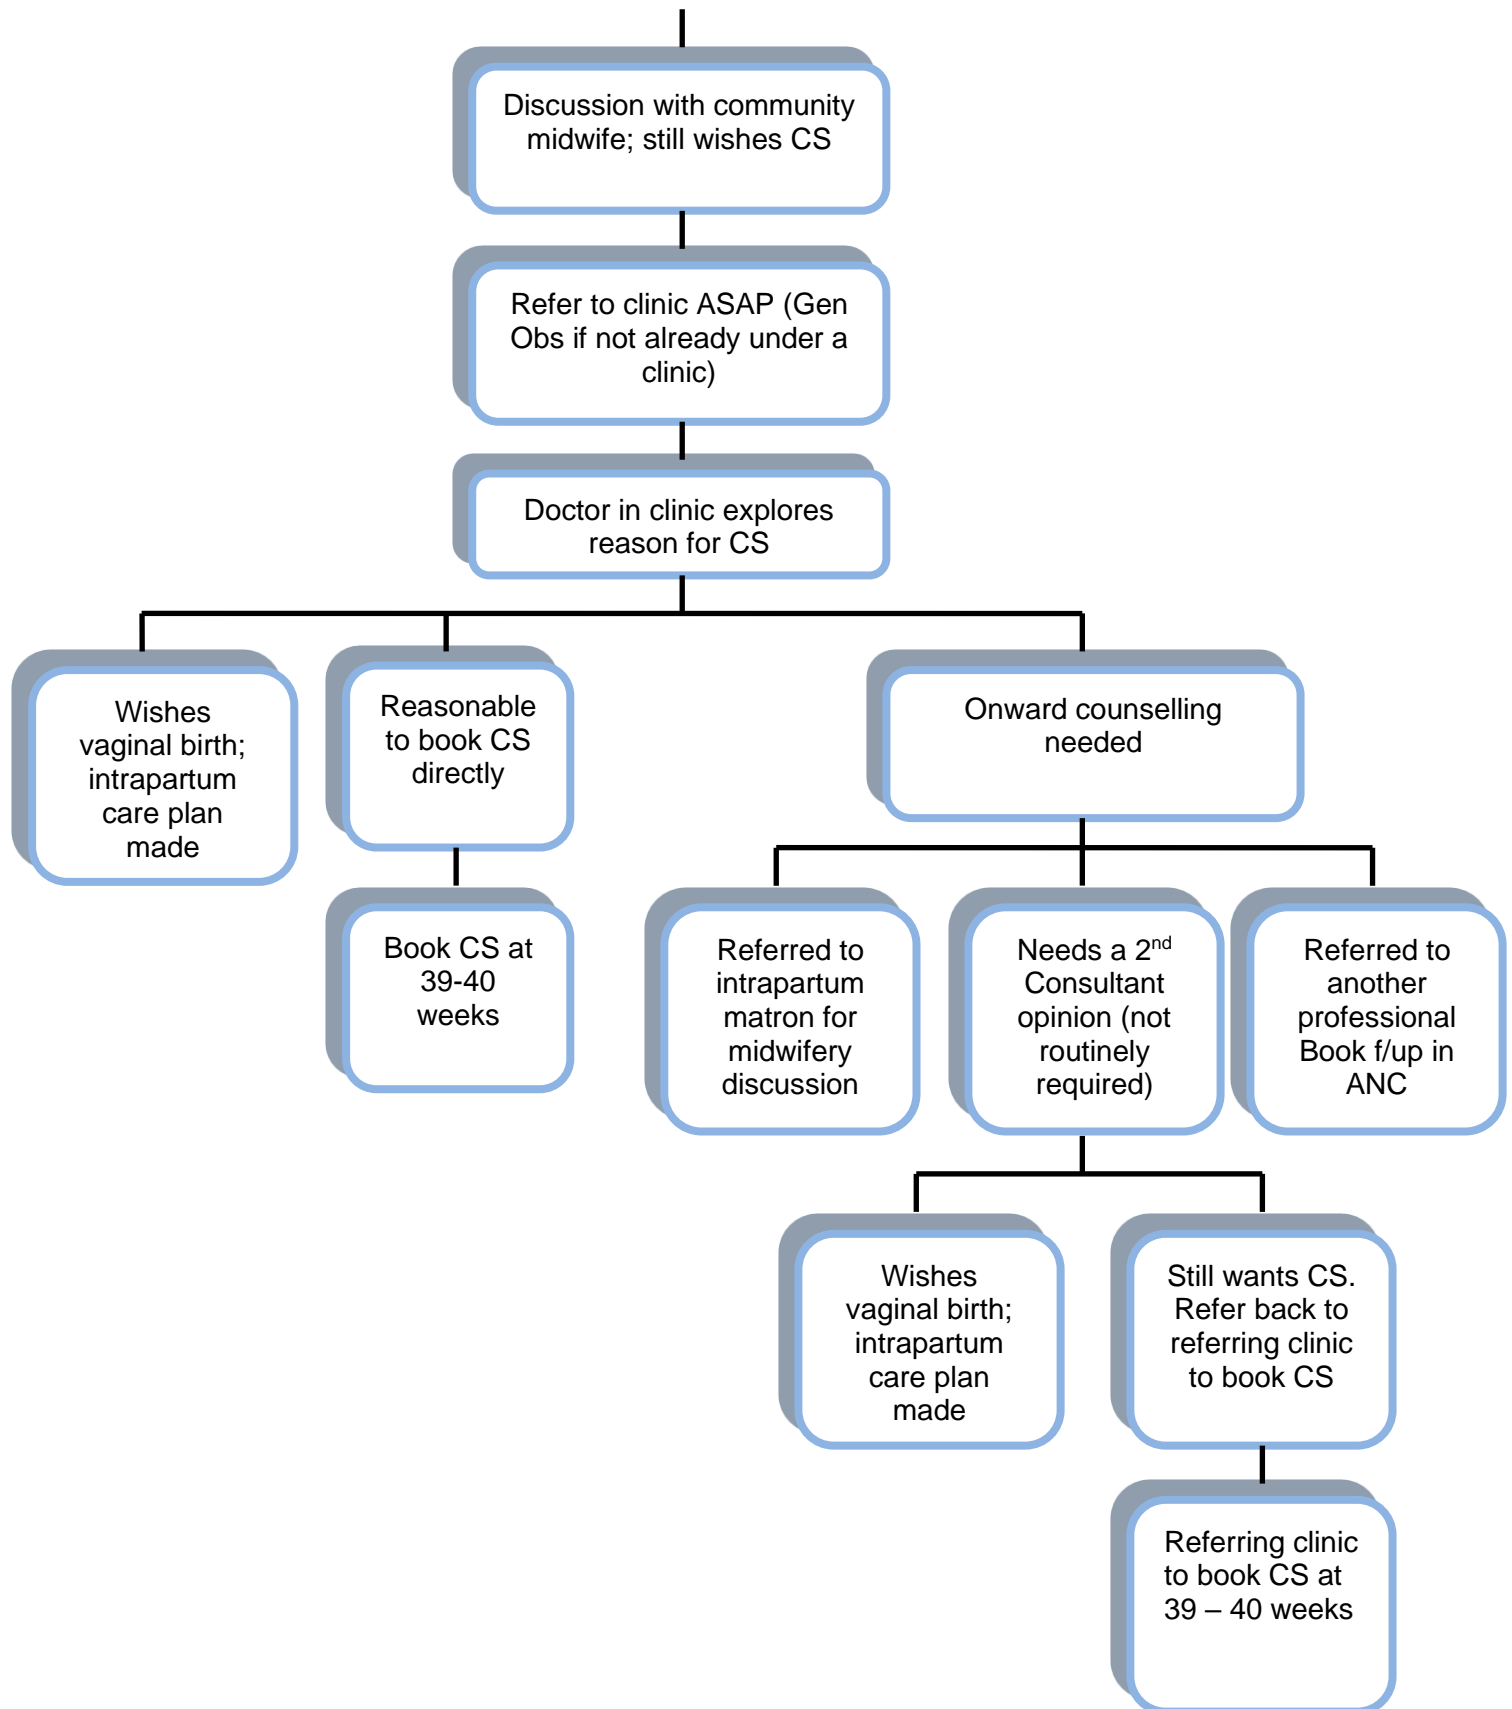 Discussion with community
midwife; still wishes CS
Refer to clinic ASAP (Gen
Obs if not already under a
clinic)
Doctor in clinic explores
reason for CS
Wishes
vaginal birth;
intrapartum
care plan
made
Reasonable
to book CS
directly
Onward counselling
needed
Book CS at
39-40
weeks
Referred to
intrapartum
matron for
midwifery
discussion
Needs a 2nd
Consultant
opinion (not
routinely
required)
Referred to
another
professional
Book f/up in
ANC
Wishes
vaginal birth;
intrapartum
care plan
made
Still wants CS.
Refer back to
referring clinic
to book CS
Referring clinic
to book CS at
39 – 40 weeks